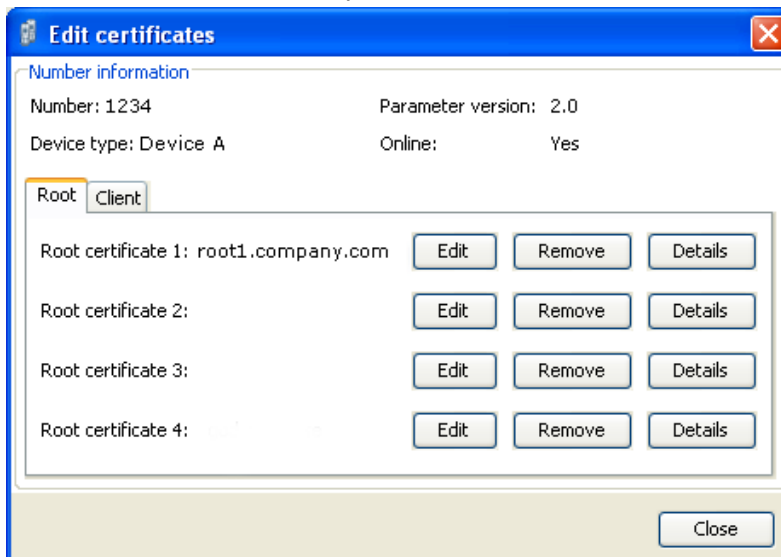 Edit certificates
Number information
Number: 1234 Parameter version: 2.0
Device type: Device A Online: Yes
Root Client
Root certificate 1: root1.company.com Edit Remove Details
Root certificate 2: Edit Remove Details
Root certificate 3: Edit Remove Details
Root certificate 4: Edit Remove Details
Close